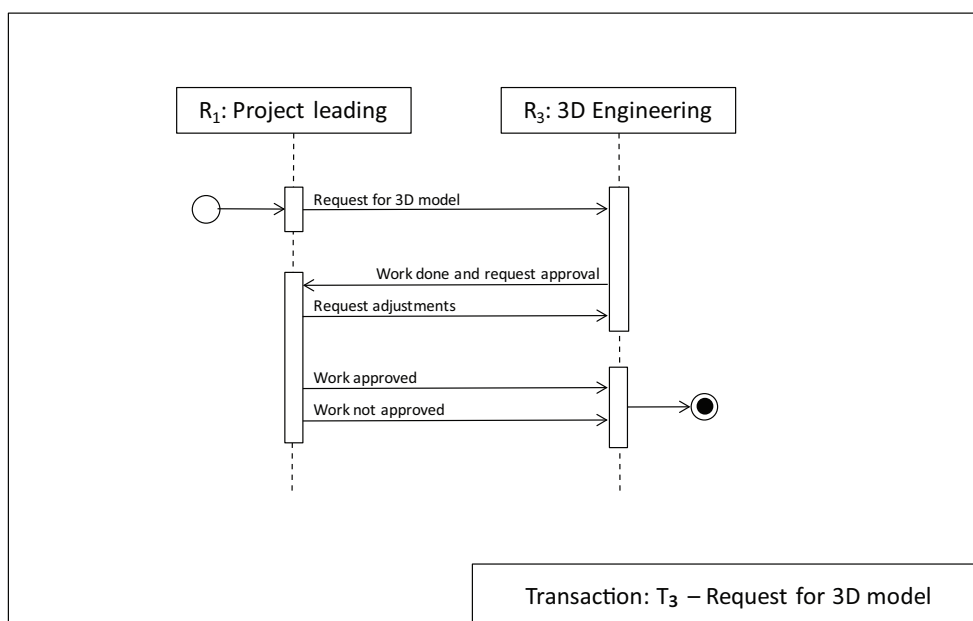 R₁: Project leading
R₃: 3D Engineering
Request for 3D model
Work done and request approval
Request adjustments
Work approved
Work not approved
Transaction: T₃ – Request for 3D model